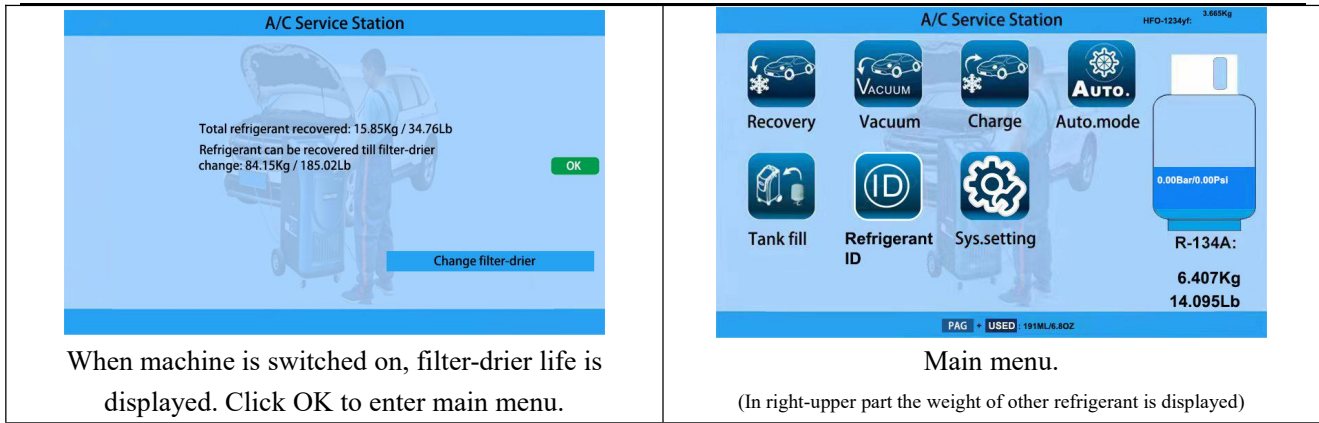 A/C Service Station
Total refrigerant recovered: 15.85Kg / 34.76Lb
Refrigerant can be recovered till filter-drier
change: 84.15Kg / 185.02Lb
OK
Change filter-drier
When machine is switched on, filter-drier life is
displayed. Click OK to enter main menu.
A/C Service Station
HFO-1234yf: 3.665Kg
VACUUM
AUTO.
Recovery
Vacuum
Charge
Auto.mode
0.00Bar/0.00Psi
ID
Tank fill
Refrigerant
ID
Sys.setting
R-134A:
6.407Kg
14.095Lb
PAG + USED : 191ML/6.8OZ
Main menu.
(In right-upper part the weight of other refrigerant is displayed)